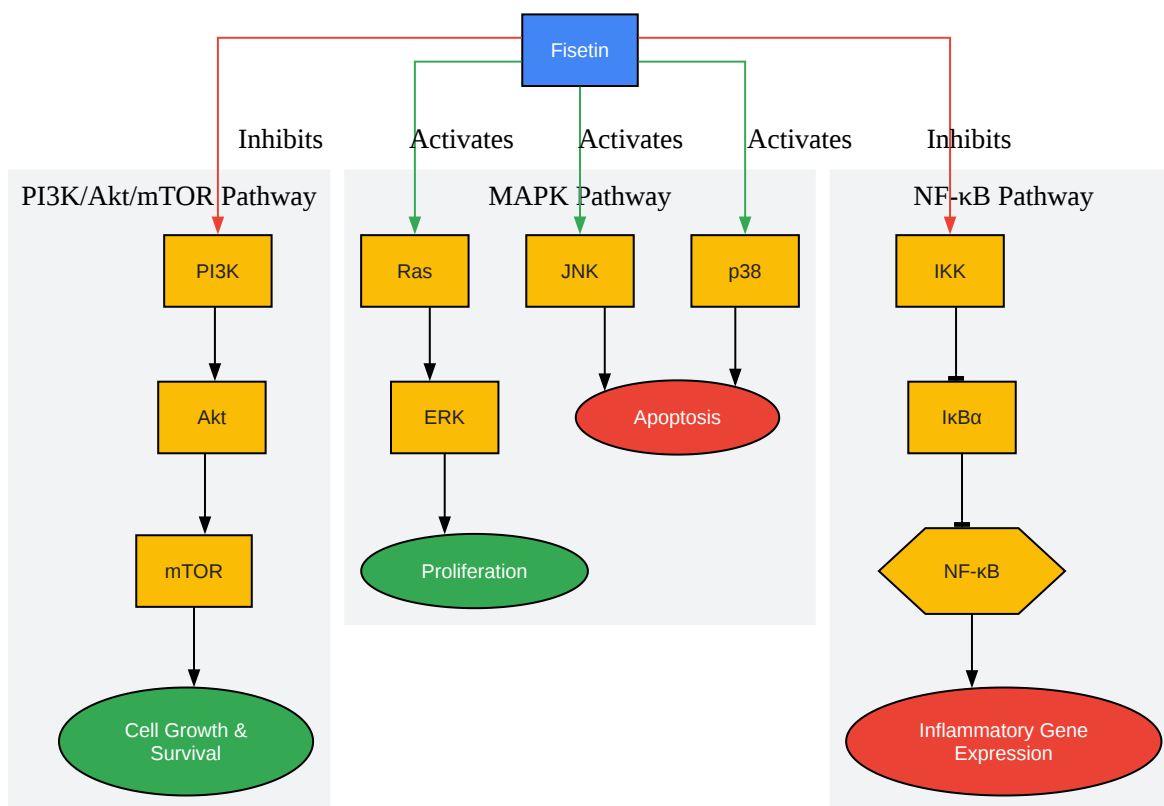 Fisetin
Inhibits
Activates
Activates
Activates
Inhibits
PI3K/Akt/mTOR Pathway
MAPK Pathway
NF-κB Pathway
PI3K
Ras
JNK
p38
IKK
Akt
ERK
Apoptosis
IκBα
mTOR
Proliferation
NF-κB
Cell Growth &
Survival
Inflammatory Gene
Expression